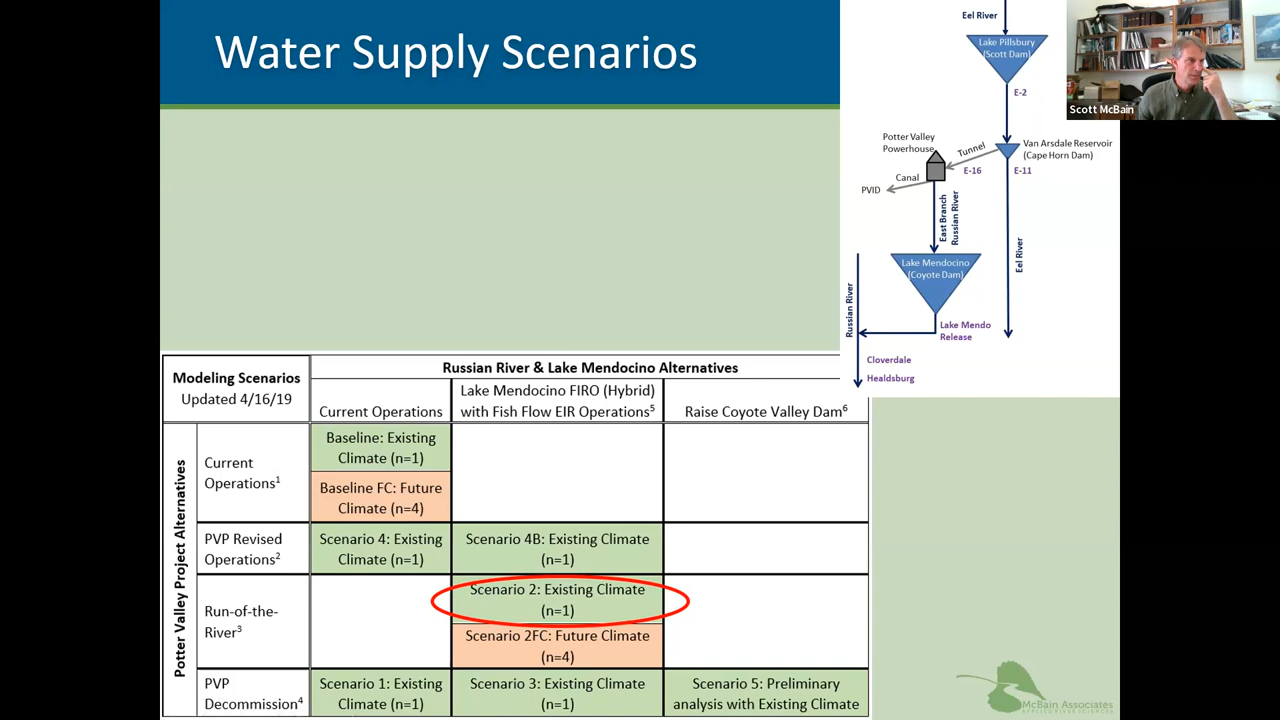 Water Supply Scenarios
Eel River
Lake Pillsbury
(Scott Dam)
E-2
Scott McBain
Potter Valley
Powerhouse
Tunnel
Van Arsdale Reservoir
(Cape Horn Dam)
E-16
E-11
Canal
PVID
East Branch
Russian River
Eel River
Lake Mendocino
(Coyote Dam)
Russian River
Lake Mendo
Release
Cloverdale
Healdsburg
Modeling Scenarios
Updated 4/16/19
Russian River & Lake Mendocino Alternatives
Current Operations
Lake Mendocino FIRO (Hybrid)
with Fish Flow EIR Operations⁵
Raise Coyote Valley Dam⁶
Potter Valley Project Alternatives
Current
Operations¹
Baseline: Existing
Climate (n=1)
Baseline FC: Future
Climate (n=4)
PVP Revised
Operations²
Scenario 4: Existing
Climate (n=1)
Scenario 4B: Existing Climate
(n=1)
Run-of-the-
River³
Scenario 2: Existing Climate
(n=1)
Scenario 2FC: Future Climate
(n=4)
PVP
Decommission⁴
Scenario 1: Existing
Climate (n=1)
Scenario 3: Existing Climate
(n=1)
Scenario 5: Preliminary
analysis with Existing Climate
McBain Associates
APPLIED RIVER SCIENCES